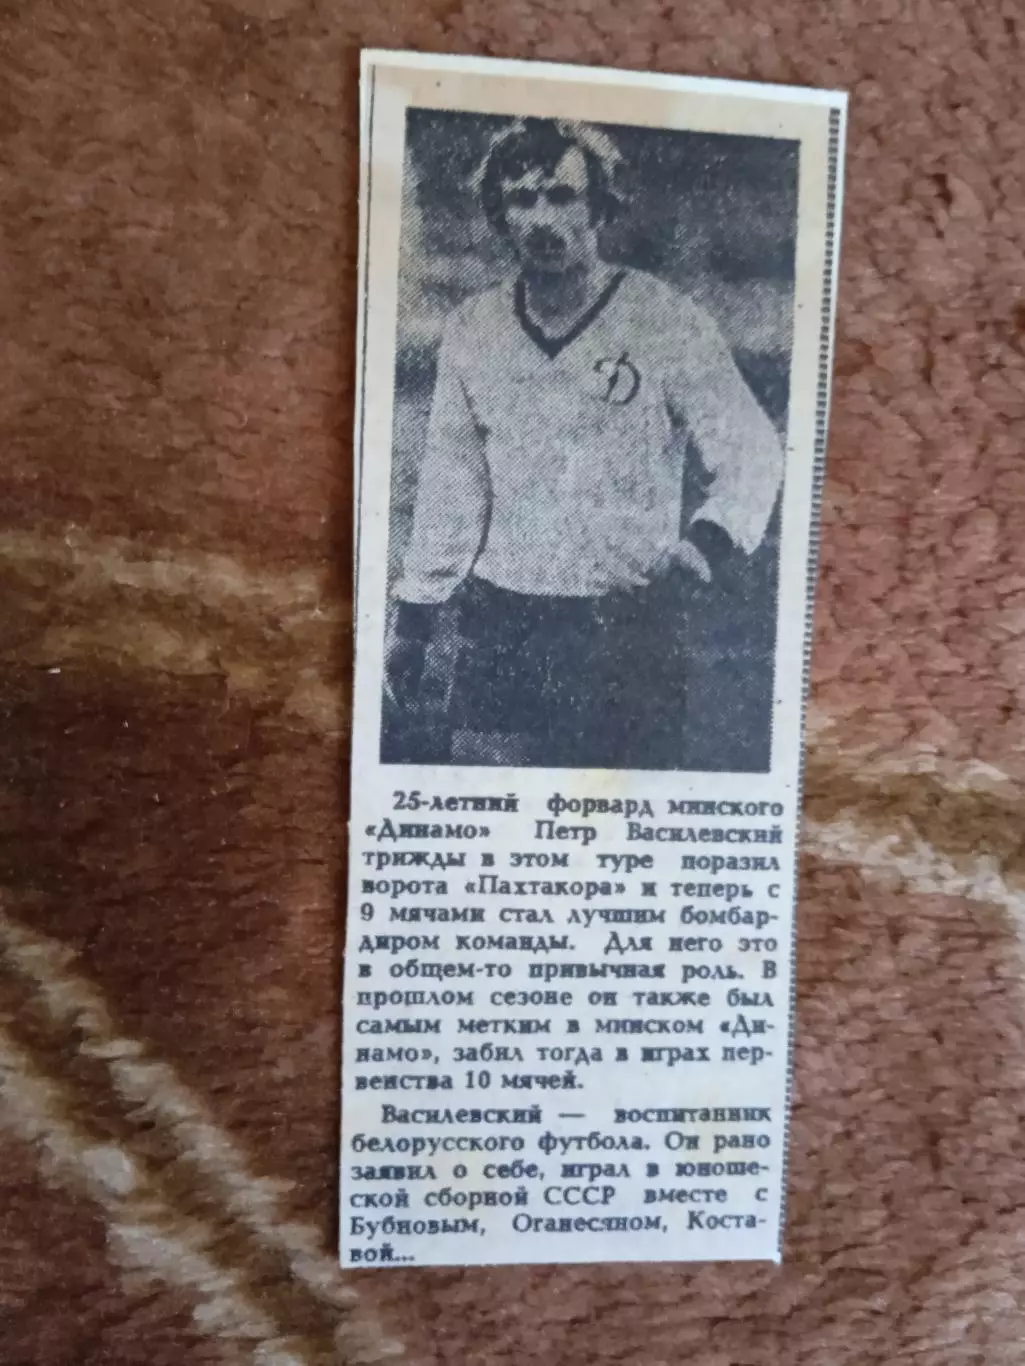 Д
25-летний форвард минского
«Динамо» Петр Василевский
трижды в этом туре поразил
ворота «Пахтакора» и теперь с
9 мячами стал лучшим бомбар-
диром команды. Для него это
в общем-то привычная роль. В
прошлом сезоне он также был
самым метким в минском «Ди-
намо», забил тогда в играх пер-
венства 10 мячей.
Василевский — воспитанник
белорусского футбола. Он рано
заявил о себе, играл в юноше-
ской сборной СССР вместе с
Бубновым, Оганесяном, Коста-
вой...